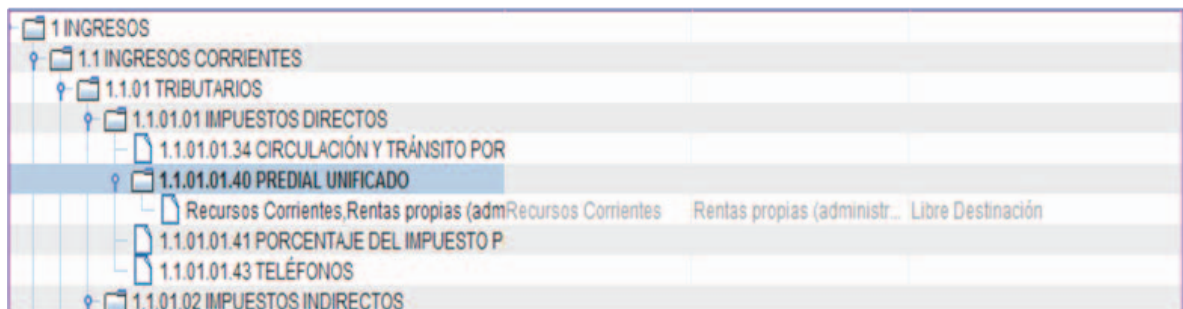 1 INGRESOS
1.1 INGRESOS CORRIENTES
1.1.01 TRIBUTARIOS
1.1.01.01 IMPUESTOS DIRECTOS
1.1.01.01.34 CIRCULACIÓN Y TRÁNSITO POR
1.1.01.01.40 PREDIAL UNIFICADO
Recursos Corrientes,Rentas propias (adm Recursos Corrientes Rentas propias (administr... Libre Destinación
1.1.01.01.41 PORCENTAJE DEL IMPUESTO P
1.1.01.01.43 TELÉFONOS
1.1.01.02 IMPUESTOS INDIRECTOS